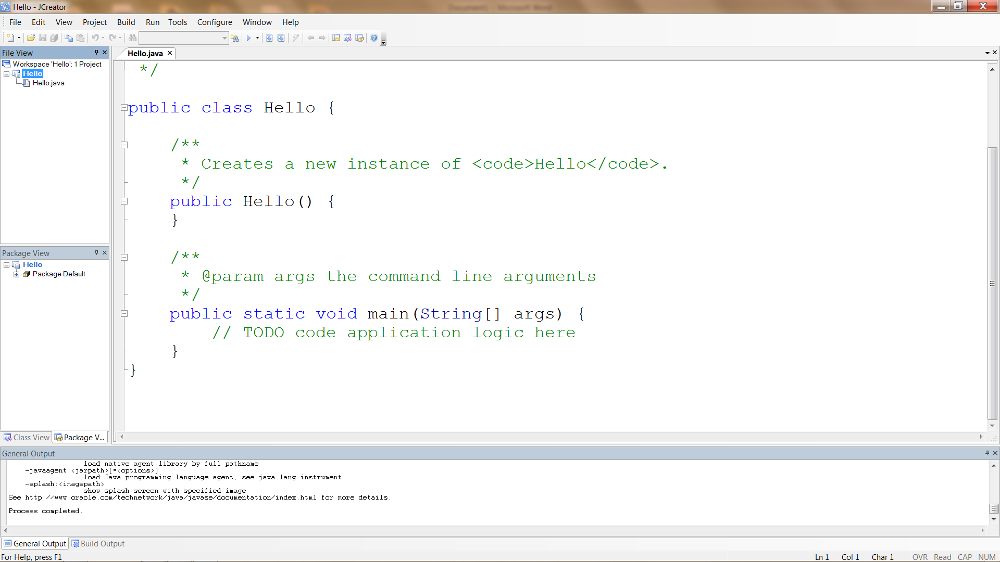 Hello - JCreator
Document1 - Microsoft Word
File Edit View Project Build Run Tools Configure Window Help
File View
Workspace 'Hello': 1 Project
Hello
Hello.java
Package View
Hello
Package Default
Class View Package V...
Hello.java
*/
public class Hello {
/**
* Creates a new instance of <code>Hello</code>.
*/
public Hello() {
}
/**
* @param args the command line arguments
*/
public static void main(String[] args) {
// TODO code application logic here
}
}
General Output
load native agent library by full pathname
-javaagent:<jarpath>[=<options>]
load Java programming language agent, see java.lang.instrument
-splash:<imagepath>
show splash screen with specified image
See http://www.oracle.com/technetwork/java/javase/documentation/index.html for more details.
Process completed.
General Output Build Output
For Help, press F1 Ln 1 Col 1 Char 1 OVR Read CAP NUM